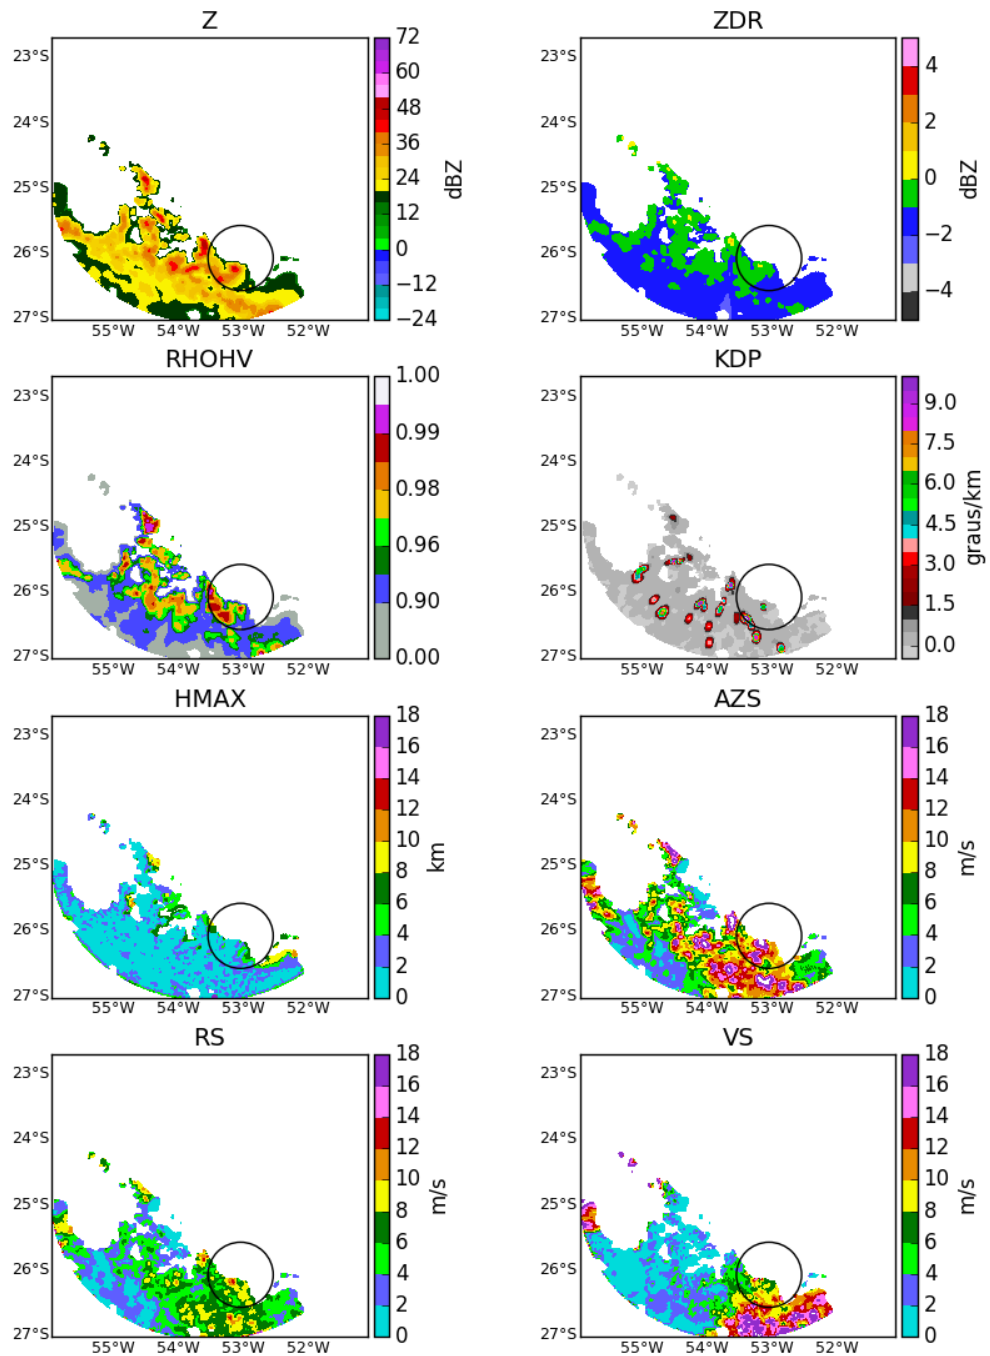 Z
23°S
24°S
25°S
26°S
27°S
55°W 54°W 53°W 52°W
72
60
48
36
24
12
0
−12
−24
dBZ
ZDR
23°S
24°S
25°S
26°S
27°S
55°W 54°W 53°W 52°W
4
2
0
−2
−4
dBZ
RHOHV
23°S
24°S
25°S
26°S
27°S
55°W 54°W 53°W 52°W
1.00
0.99
0.98
0.96
0.90
0.00
KDP
23°S
24°S
25°S
26°S
27°S
55°W 54°W 53°W 52°W
9.0
7.5
6.0
4.5
3.0
1.5
0.0
graus/km
HMAX
23°S
24°S
25°S
26°S
27°S
55°W 54°W 53°W 52°W
18
16
14
12
10
8
6
4
2
0
km
AZS
23°S
24°S
25°S
26°S
27°S
55°W 54°W 53°W 52°W
18
16
14
12
10
8
6
4
2
0
m/s
RS
23°S
24°S
25°S
26°S
27°S
55°W 54°W 53°W 52°W
18
16
14
12
10
8
6
4
2
0
m/s
VS
23°S
24°S
25°S
26°S
27°S
55°W 54°W 53°W 52°W
18
16
14
12
10
8
6
4
2
0
m/s